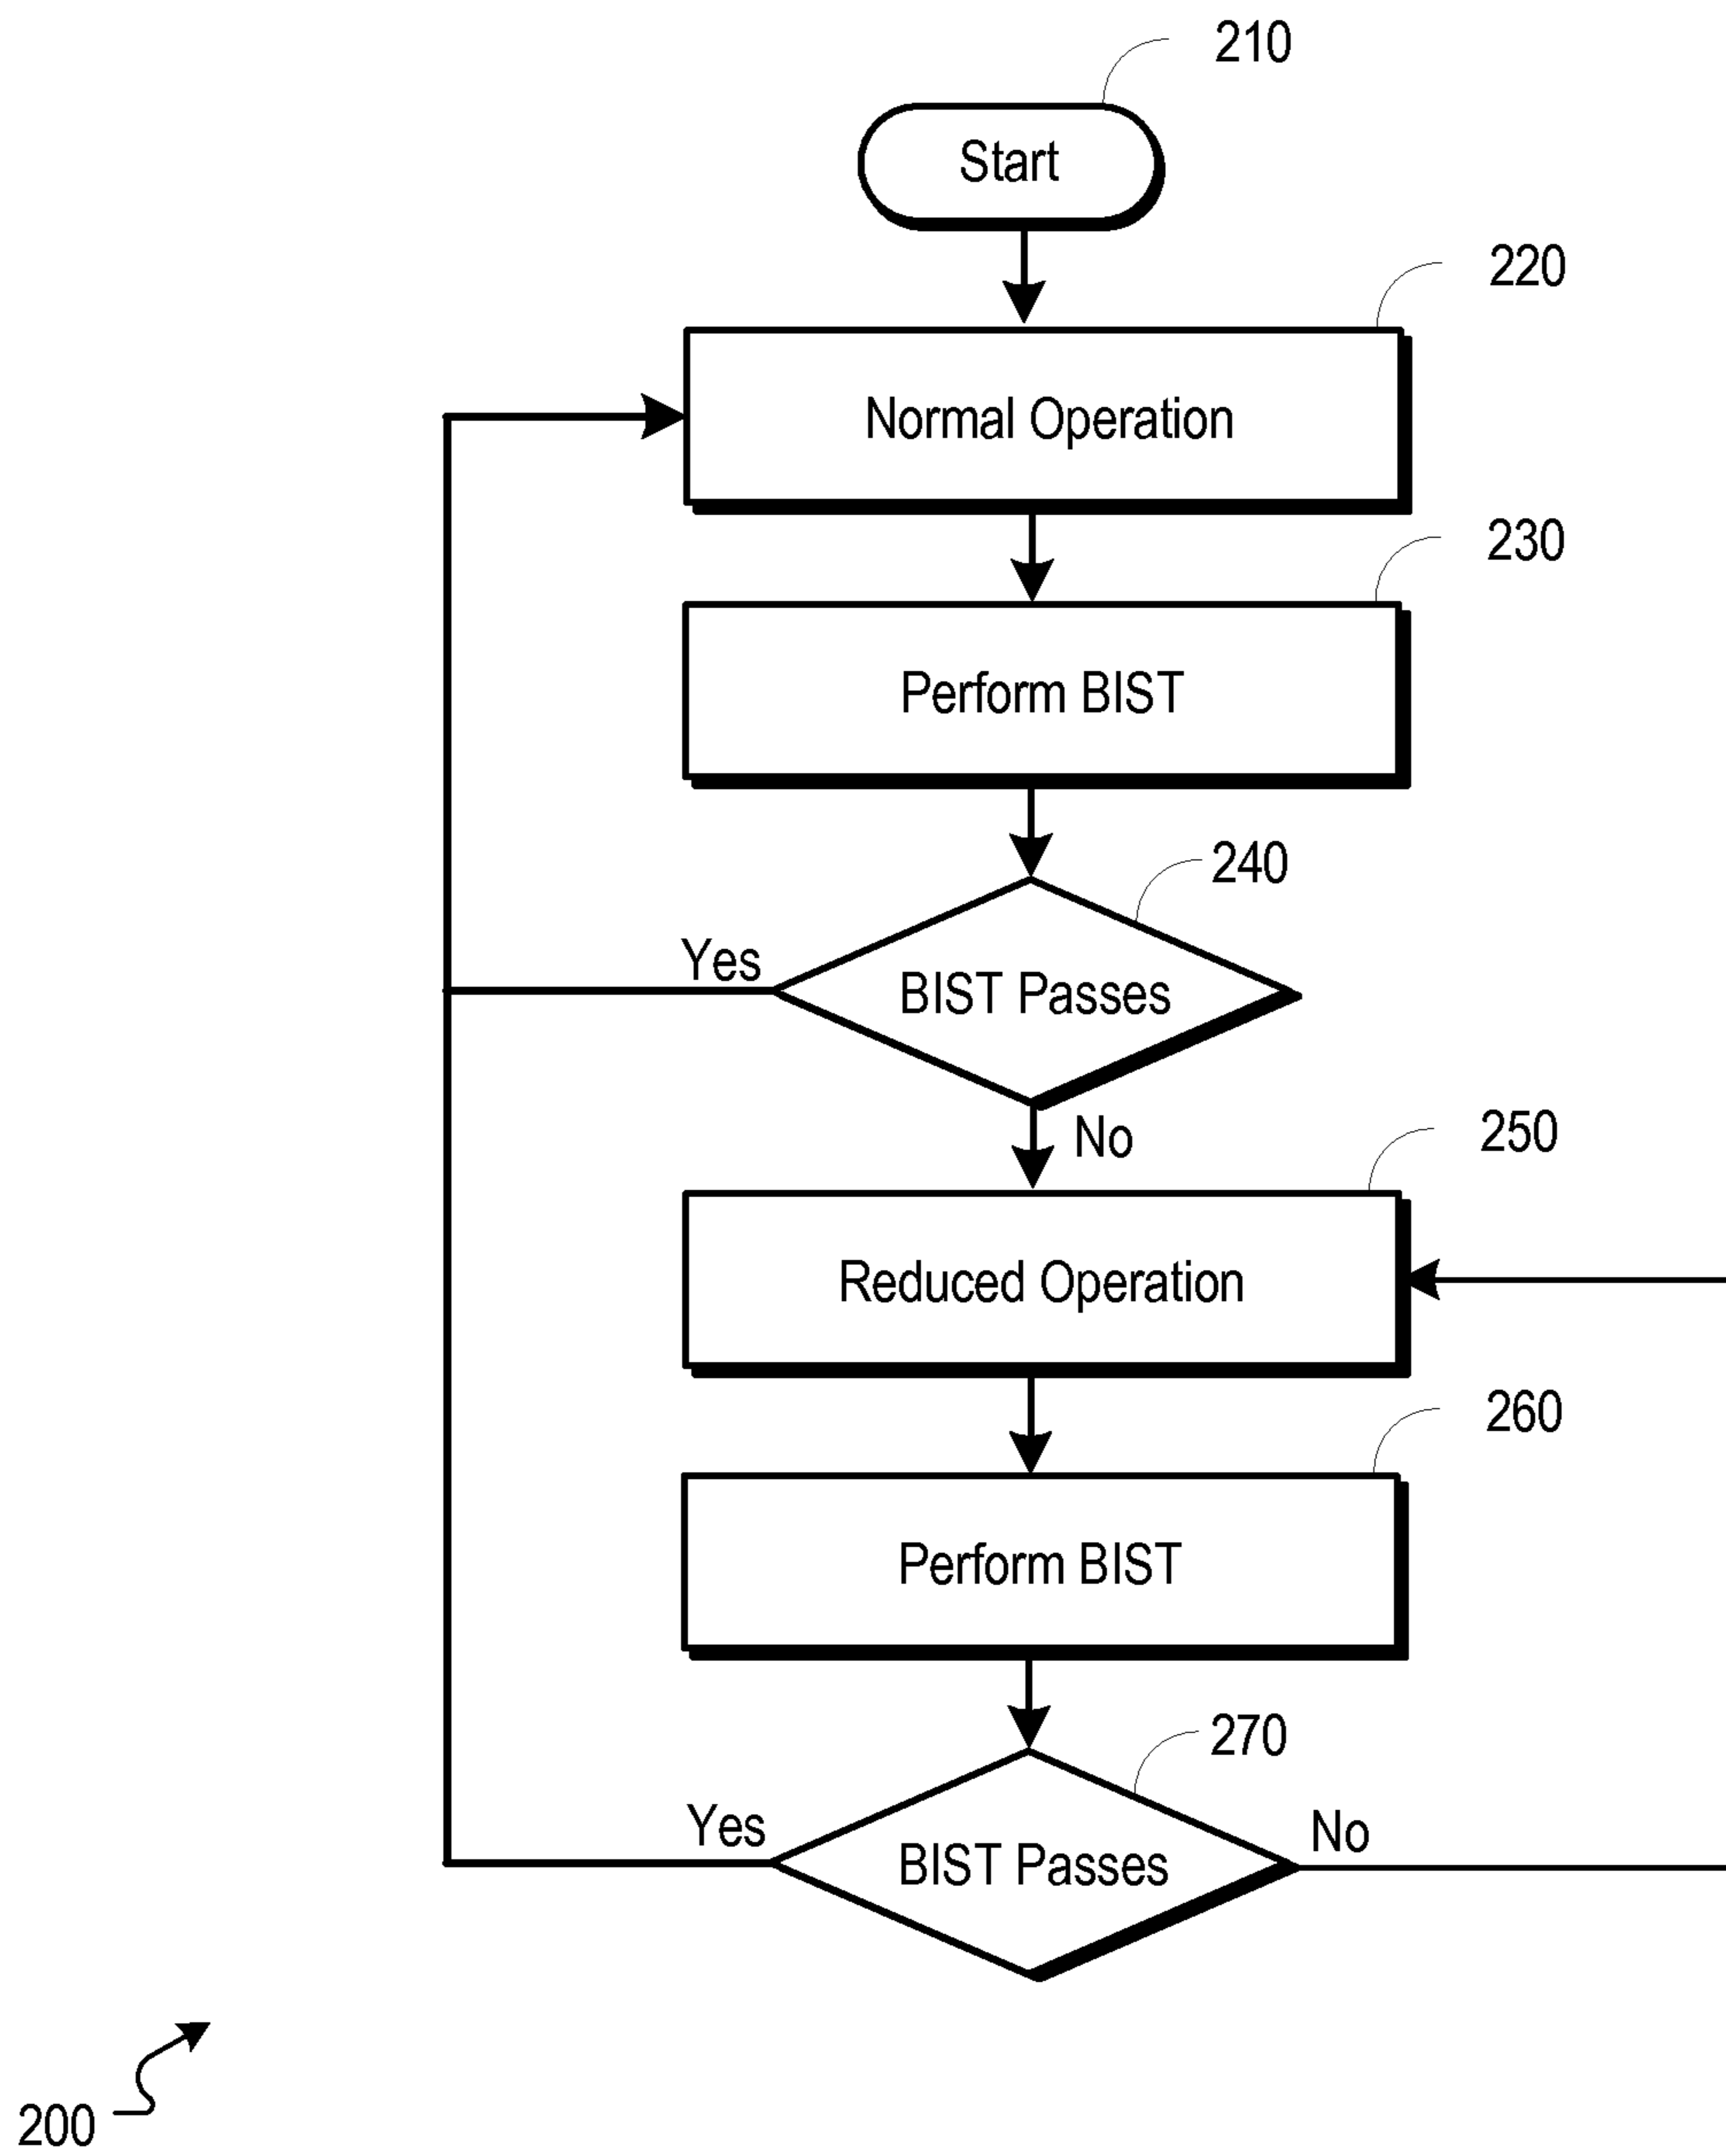 210
Start
220
Normal Operation
230
Perform BIST
240
Yes
BIST Passes
No
250
Reduced Operation
260
Perform BIST
270
Yes
No
BIST Passes
200